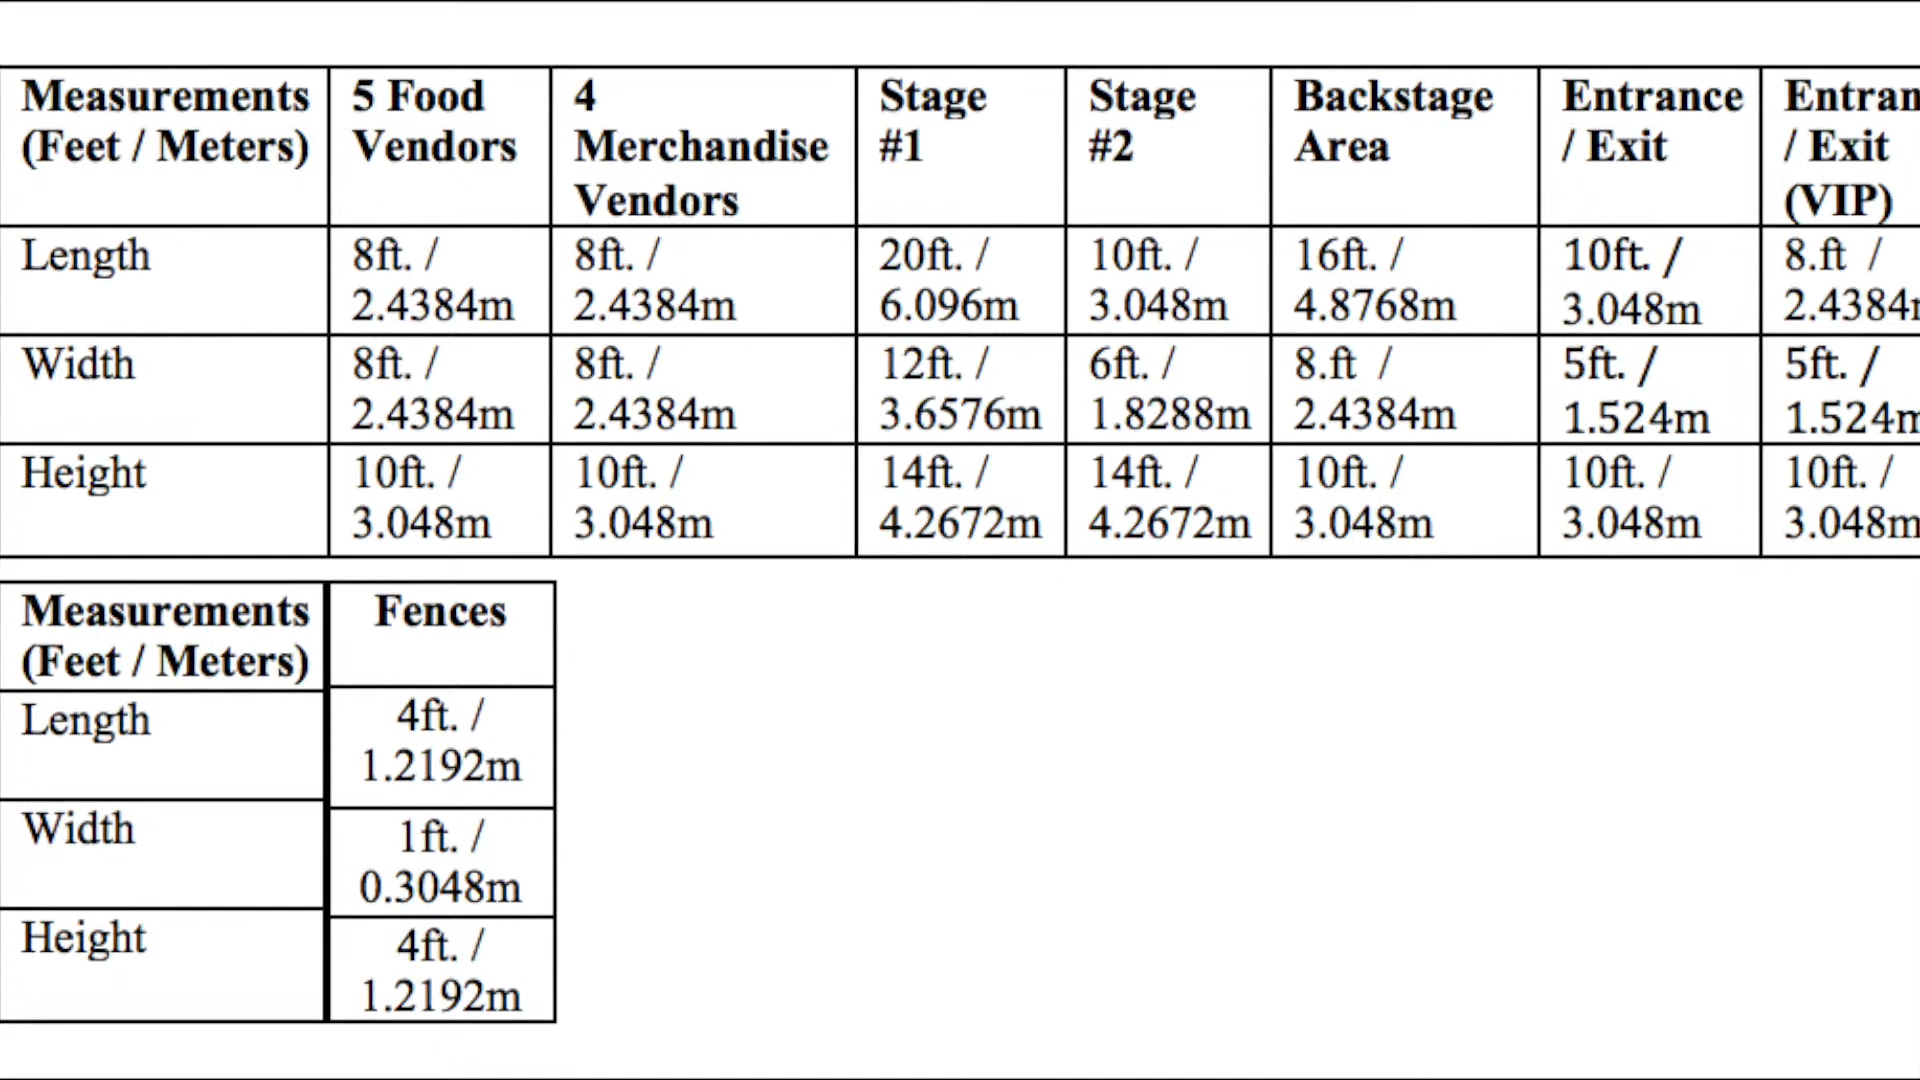 Measurements 5 Food 4 Stage Stage Backstage Entrance Entran
(Feet / Meters) Vendors Merchandise #1 #2 Area / Exit / Exit
Vendors (VIP)
Length 8ft. / 8ft. / 20ft. / 10ft. / 16ft. / 10ft. / 8.ft /
2.4384m 2.4384m 6.096m 3.048m 4.8768m 3.048m 2.4384m
Width 8ft. / 8ft. / 12ft. / 6ft. / 8.ft / 5ft. / 5ft. /
2.4384m 2.4384m 3.6576m 1.8288m 2.4384m 1.524m 1.524m
Height 10ft. / 10ft. / 14ft. / 14ft. / 10ft. / 10ft. / 10ft. /
3.048m 3.048m 4.2672m 4.2672m 3.048m 3.048m 3.048m
Measurements Fences
(Feet / Meters)
Length 4ft. /
1.2192m
Width 1ft. /
0.3048m
Height 4ft. /
1.2192m